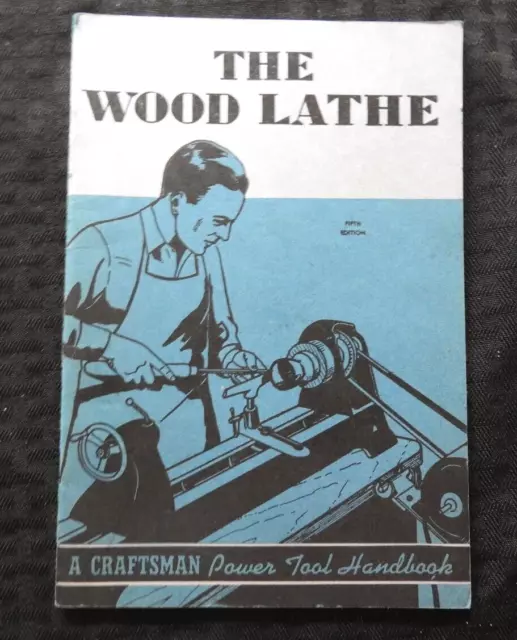 THE
WOOD LATHE
FIFTH
EDITION
A CRAFTSMAN Power Tool Handbook